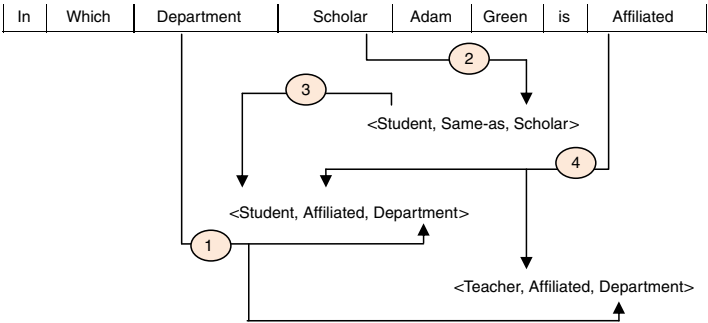 In Which Department Scholar Adam Green is Affiliated
2
3
<Student, Same-as, Scholar>
4
<Student, Affiliated, Department>
1
<Teacher, Affiliated, Department>